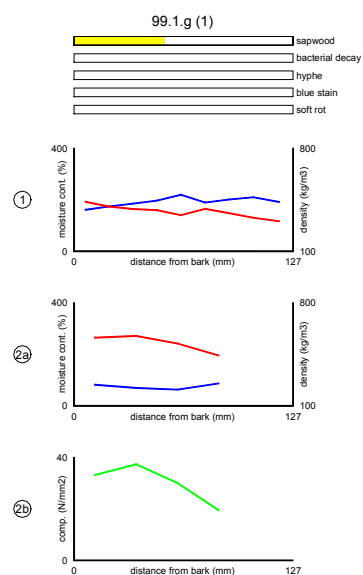 99.1.g (1)
sapwood
bacterial decay
hyphe
blue stain
soft rot
1
400
800
moisture cont. (%)
density (kg/m3)
0
100
0
distance from bark (mm)
127
2a
400
800
moisture cont. (%)
density (kg/m3)
0
100
0
distance from bark (mm)
127
2b
40
comp. (N/mm2)
0
0
distance from bark (mm)
127